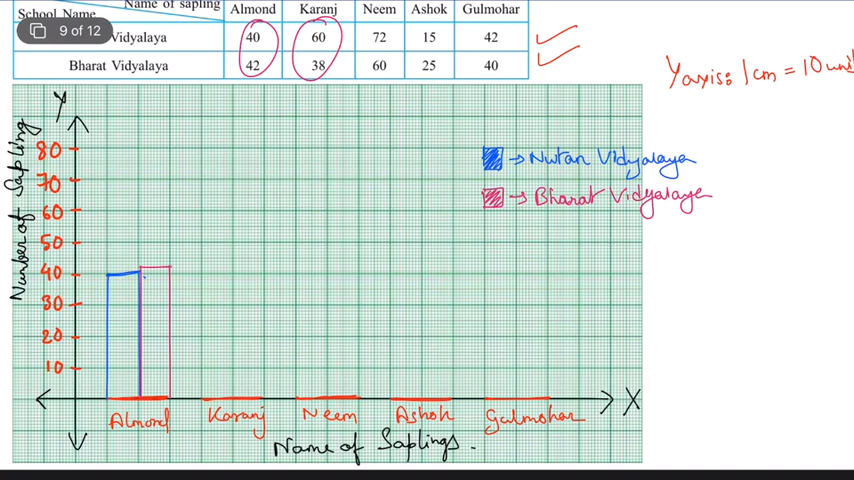 Name of sapling Almond Karanj Neem Ashok Gulmohar
School Name
9 of 12
Vidyalaya 40 60 72 15 42
Bharat Vidyalaya 42 38 60 25 40
Y axis: 1 cm = 10 unit
Y
Number of Sapling
80
70
60
50
40
30
20
10
→ Nutan Vidyalaya
→ Bharat Vidyalaya
X
Almond Karanj Neem Ashok Gulmohar
Name of Saplings.